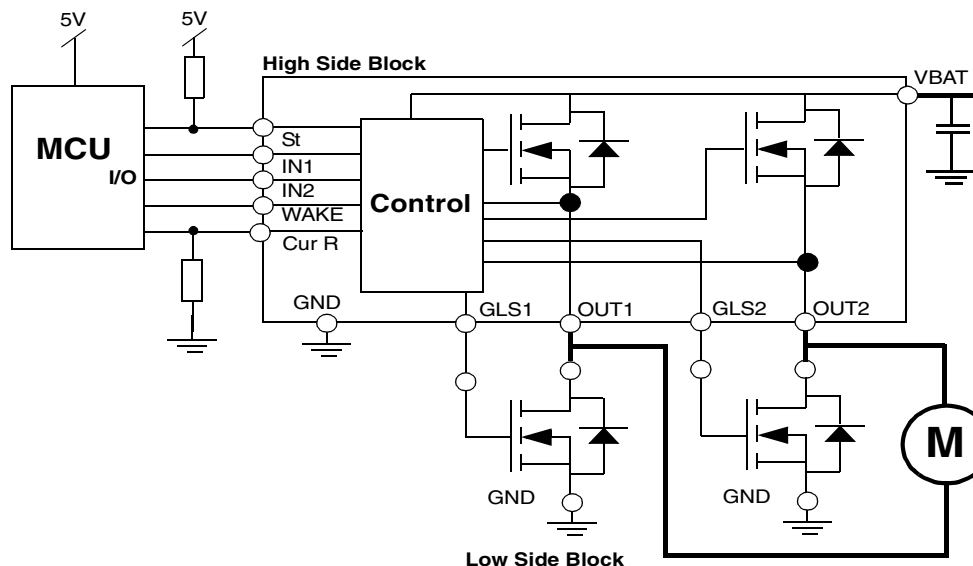 5V
5V
High Side Block
VBAT
MCU
I/O
St
IN1
IN2
WAKE
Cur R
Control
GND
GLS1
OUT1
GLS2
OUT2
M
GND
GND
Low Side Block